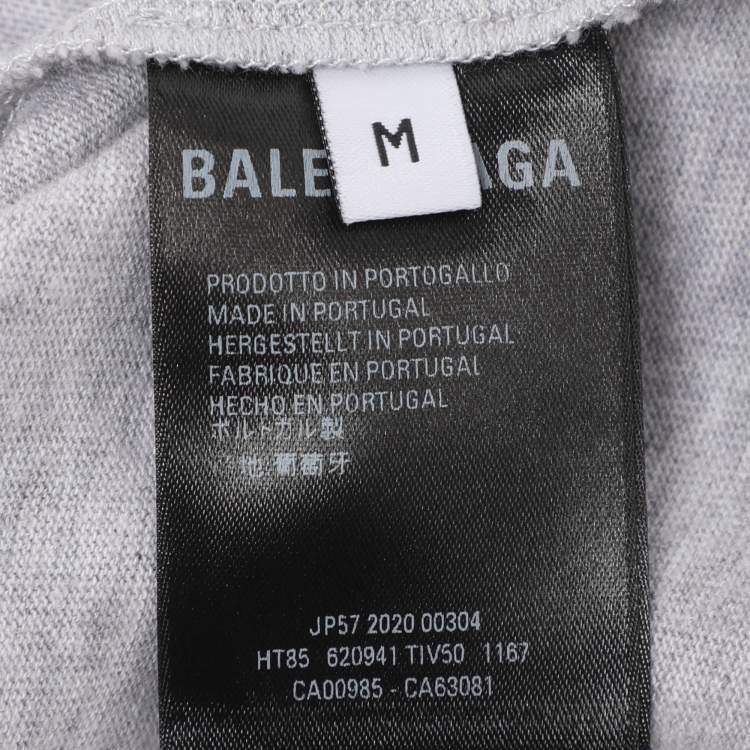 M
BALE AGA
PRODOTTO IN PORTOGALLO
MADE IN PORTUGAL
HERGESTELLT IN PORTUGAL
FABRIQUE EN PORTUGAL
HECHO EN PORTUGAL
ポルトガル製
地 葡萄牙
JP57 2020 00304
HT85 620941 TIV50 1167
CA00985 - CA63081